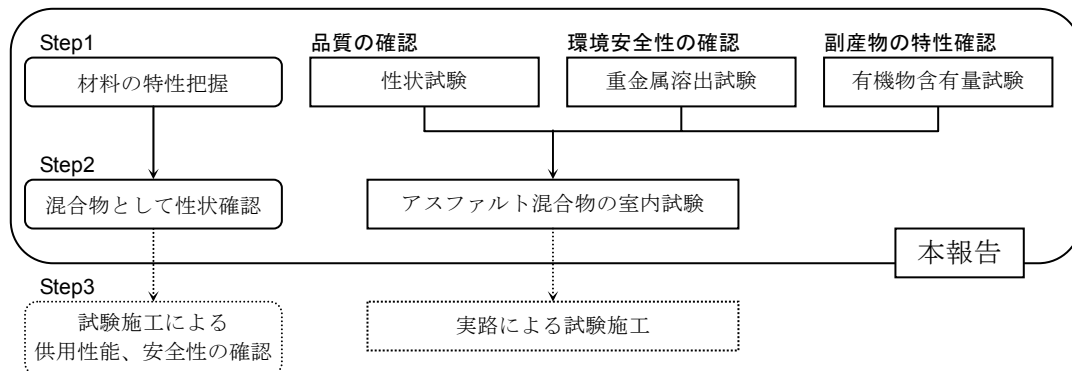 Step1
品質の確認
環境安全性の確認
副産物の特性確認
材料の特性把握
性状試験
重金属溶出試験
有機物含有量試験
Step2
混合物として性状確認
アスファルト混合物の室内試験
本報告
Step3
試験施工による
供用性能、安全性の確認
実路による試験施工